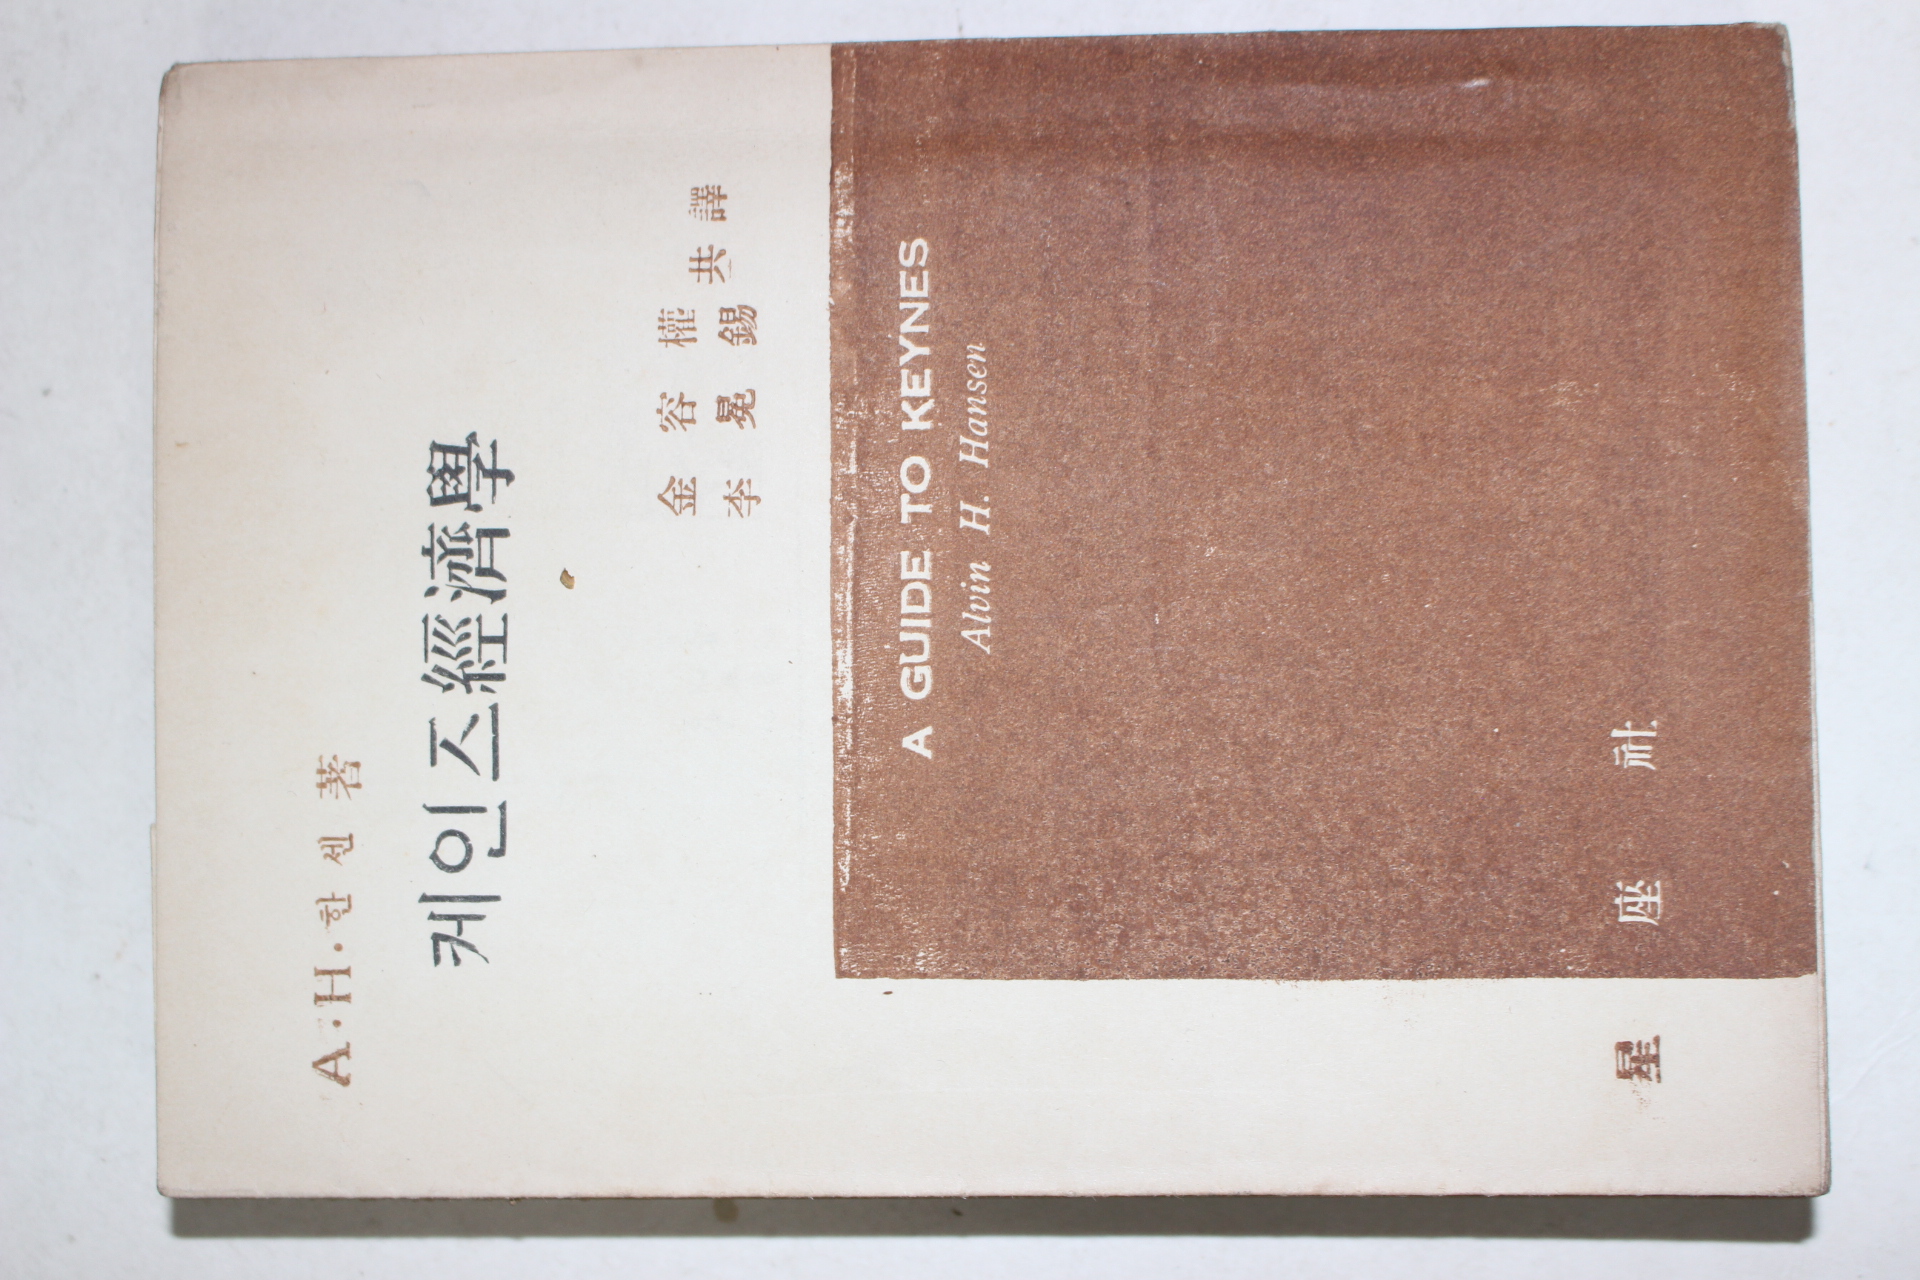 A·H·한 센 著
케인즈經濟學
金 容 權
李 冕 錫
共 譯
A GUIDE TO KEYNES
Alvin H. Hansen
星 座 社